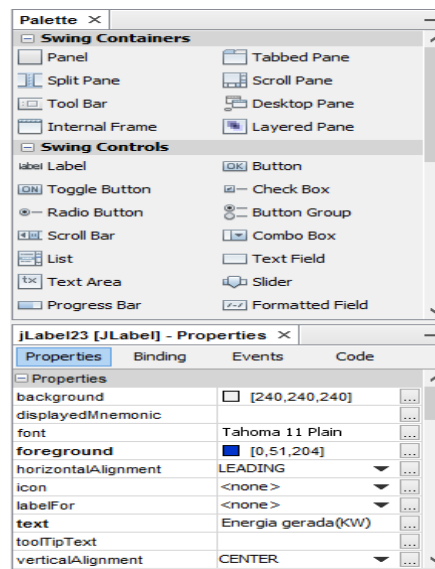 Palette ×
Swing Containers
Panel Tabbed Pane
Split Pane Scroll Pane
Tool Bar Desktop Pane
Internal Frame Layered Pane
Swing Controls
label Label OK Button
ON Toggle Button Check Box
Radio Button Button Group
Scroll Bar Combo Box
List Text Field
tx Text Area Slider
Progress Bar Formatted Field
jLabel23 [JLabel] - Properties ×
Properties Binding Events Code
Properties
background [240,240,240] ...
displayedMnemonic ...
font Tahoma 11 Plain ...
foreground [0,51,204] ...
horizontalAlignment LEADING ...
icon <none> ...
labelFor <none> ...
text Energia gerada(KW) ...
toolTipText ...
verticalAlignment CENTER ...